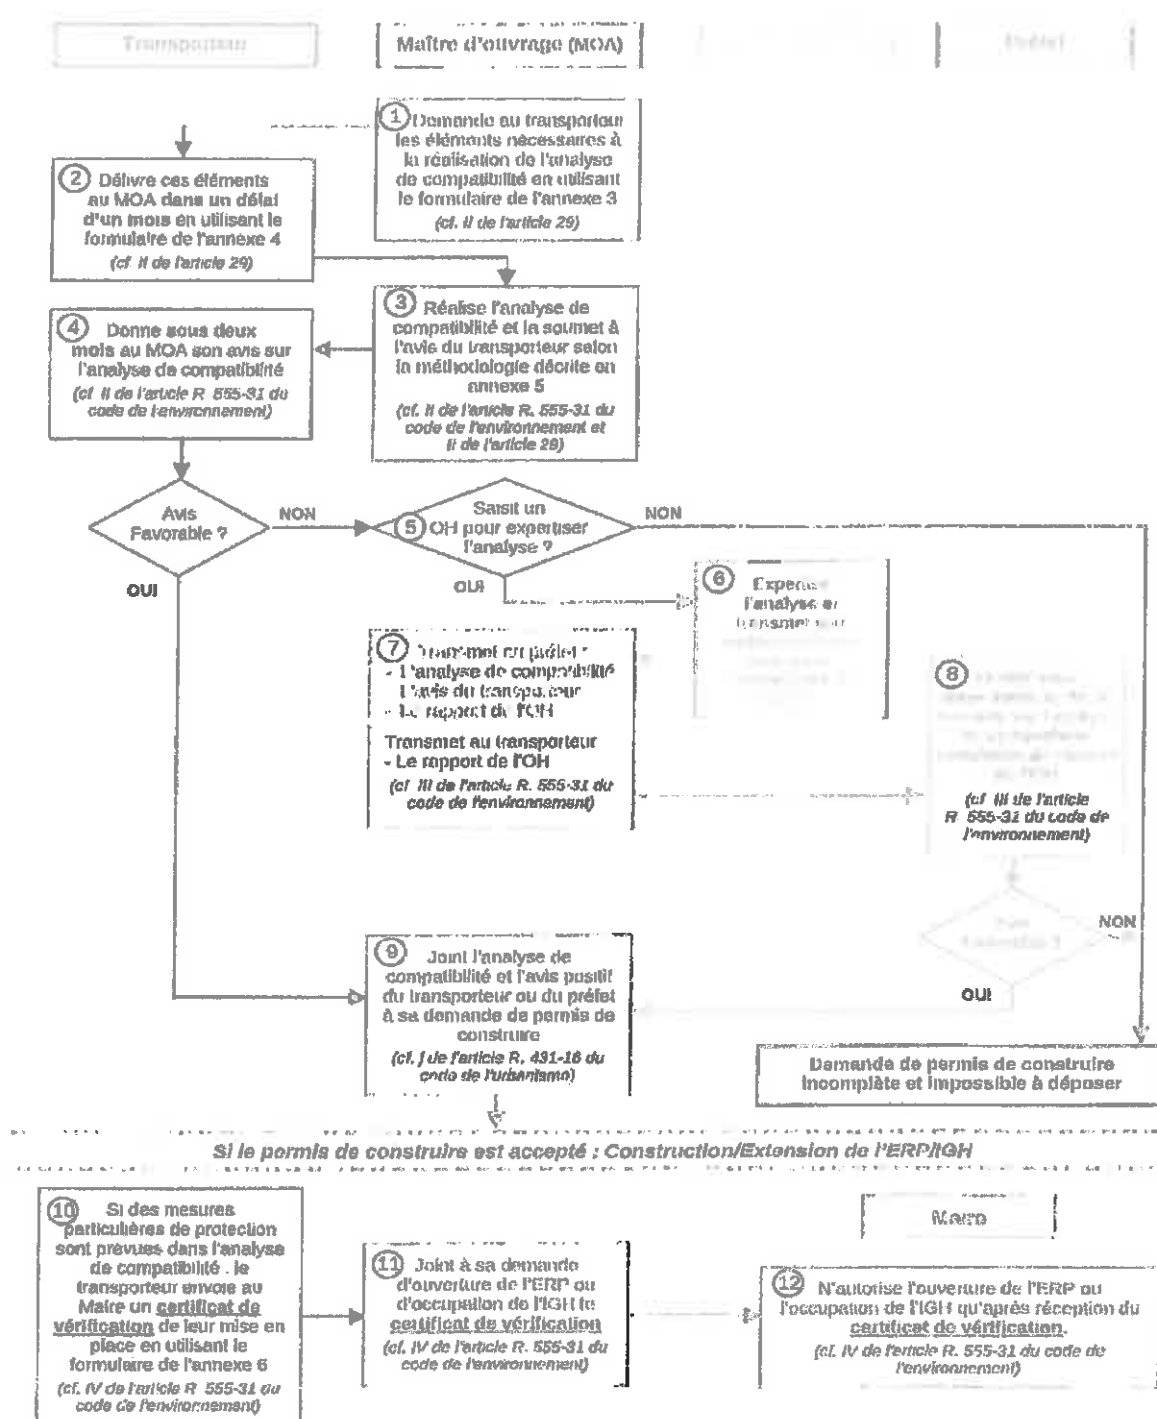 Transporteur
Maître d'ouvrage (MOA)
① Demande au transporteur
les éléments nécessaires à
la réalisation de l'analyse
de compatibilité en utilisant
le formulaire de l'annexe 3
(cf. II de l'article 29)
② Délivre ces éléments
au MOA dans un délai
d'un mois en utilisant le
formulaire de l'annexe 4
(cf II de l'article 29)
③ Réalise l'analyse de
compatibilité et la soumet à
l'avis du transporteur selon
la méthodologie décrite en
annexe 5
(cf. II de l'article R. 555-31 du
code de l'environnement et
II de l'article 29)
④ Donne sous deux
mois au MOA son avis sur
l'analyse de compatibilité
(cf II de l'article R 555-31 du
code de l'environnement)
Avis
Favorable ?
NON
OUI
Saisit un
⑤ OH pour expertiser
l'analyse ?
NON
OUI
⑥ Expertise
l'analyse et
transmet
⑦ Transmet au préfet :
- L'analyse de compatibilité
L'avis du transporteur
- Le rapport de l'OH
Transmet au transporteur
- Le rapport de l'OH
(cf III de l'article R. 555-31 du
code de l'environnement)
⑧
(cf III de l'article
R 555-31 du code de
l'environnement)
NON
OUI
⑨ Joint l'analyse de
compatibilité et l'avis positif
du transporteur ou du préfet
à sa demande de permis de
construire
(cf. j de l'article R. 431-16 du
code de l'urbanisme)
Demande de permis de construire
incomplète et impossible à déposer
Si le permis de construire est accepté : Construction/Extension de l'ERP/IGH
⑩ Si des mesures
particulières de protection
sont prévues dans l'analyse
de compatibilité . le
transporteur envoie au
Maire un certificat de
vérification de leur mise en
place en utilisant le
formulaire de l'annexe 6
(cf. IV de l'article R 555-31 du
code de l'environnement)
⑪ Joint à sa demande
d'ouverture de l'ERP ou
d'occupation de l'IGH le
certificat de vérification
(cf. IV de l'article R. 555-31 du
code de l'environnement)
Maire
⑫ N'autorise l'ouverture de l'ERP ou
l'occupation de l'IGH qu'après réception du
certificat de vérification.
(cf. IV de l'article R. 555-31 du code de
l'environnement)